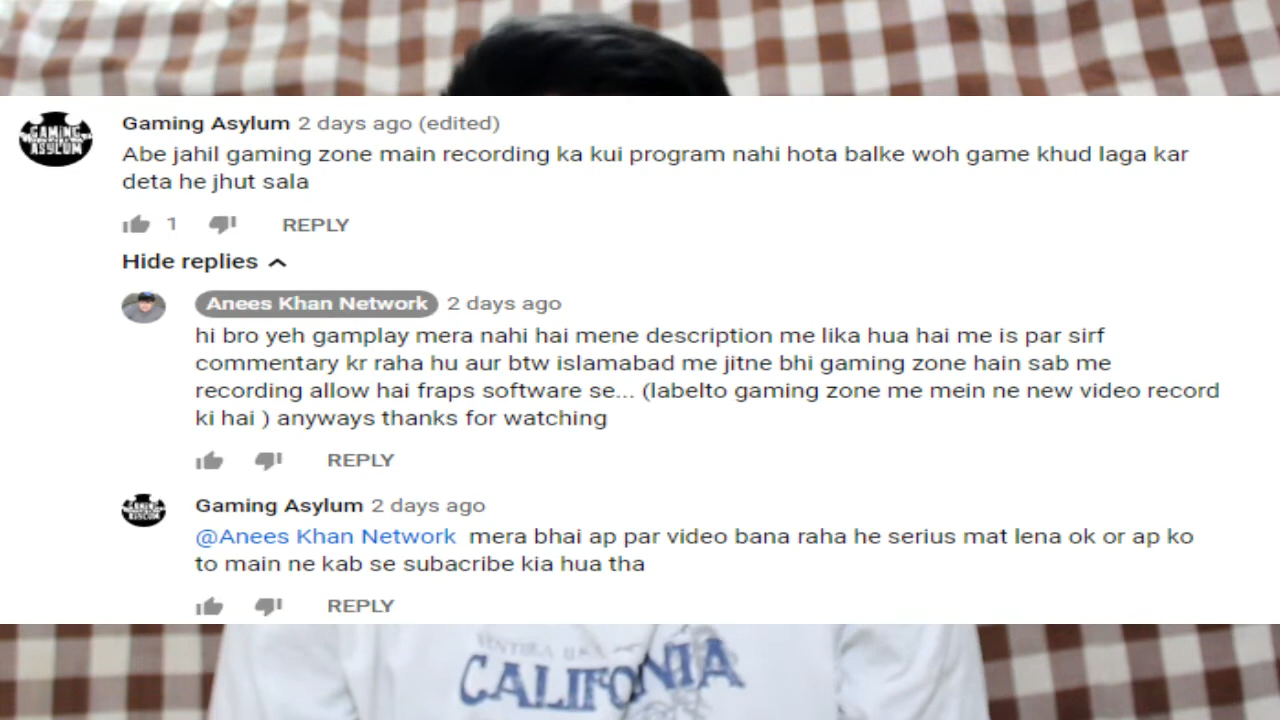 GAMING ASYLUM
Gaming Asylum 2 days ago (edited)
Abe jahil gaming zone main recording ka kui program nahi hota balke woh game khud laga kar
deta he jhut sala
1 REPLY
Hide replies
Anees Khan Network 2 days ago
hi bro yeh gamplay mera nahi hai mene description me lika hua hai me is par sirf
commentary kr raha hu aur btw islamabad me jitne bhi gaming zone hain sab me
recording allow hai fraps software se... (labelto gaming zone me mein ne new video record
ki hai ) anyways thanks for watching
REPLY
Gaming Asylum 2 days ago
@Anees Khan Network mera bhai ap par video bana raha he serius mat lena ok or ap ko
to main ne kab se subacribe kia hua tha
REPLY
CALIFONIA